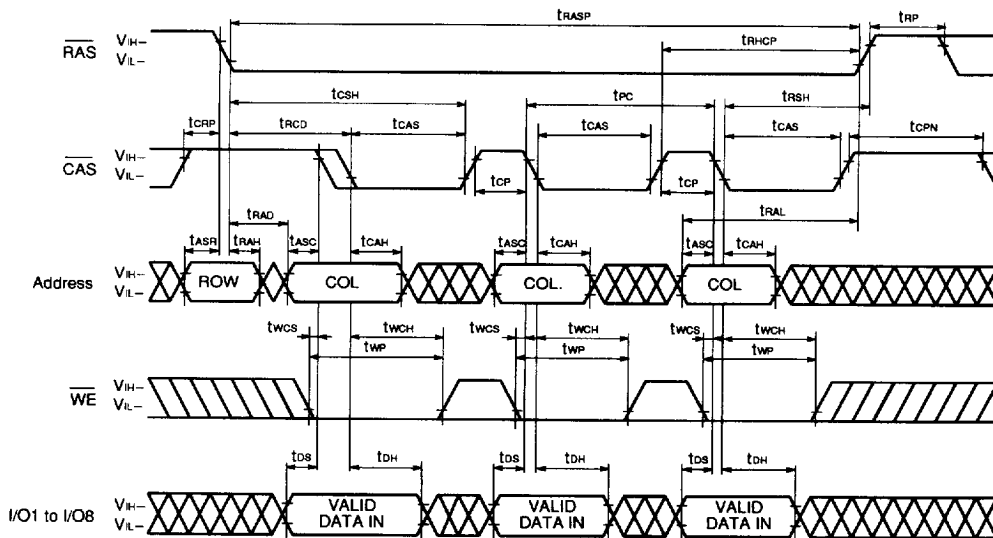 tRASP
tRP
tRHCP
RAS
VIH–
VIL–
tCSH
tPC
tRSH
tCRP
tRCD
tCAS
tCAS
tCAS
tCPN
CAS
VIH–
VIL–
tCP
tCP
tRAD
tRAL
tASR
tRAH
tASC
tCAH
tASC
tCAH
tASC
tCAH
Address
VIH–
VIL–
ROW
COL
COL.
COL
tWCS
tWCH
tWCS
tWCH
tWCS
tWCH
tWP
tWP
tWP
WE
VIH–
VIL–
tDS
tDH
tDS
tDH
tDS
tDH
I/O1 to I/O8
VIH–
VIL–
VALID
DATA IN
VALID
DATA IN
VALID
DATA IN